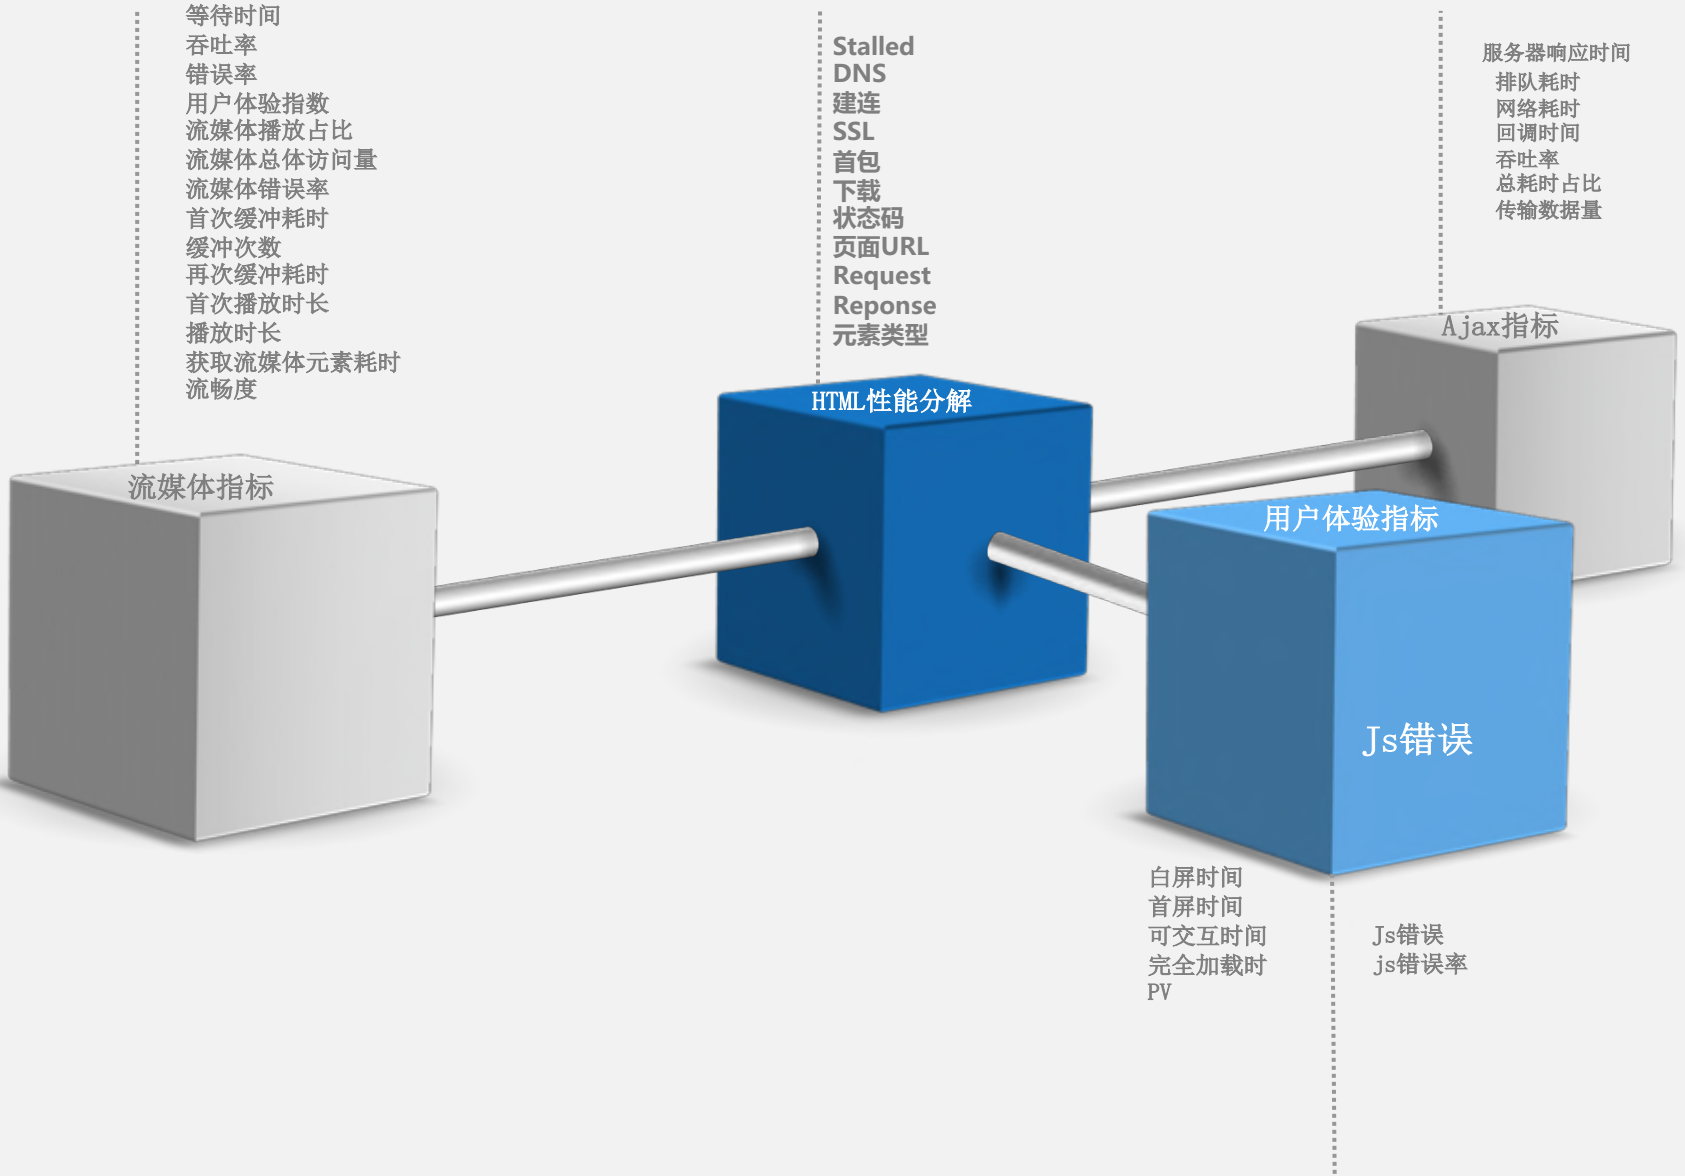 等待时间
吞吐率
错误率
用户体验指数
流媒体播放占比
流媒体总体访问量
流媒体错误率
首次缓冲耗时
缓冲次数
再次缓冲耗时
首次播放时长
播放时长
获取流媒体元素耗时
流畅度
流媒体指标
Stalled
DNS
建连
SSL
首包
下载
状态码
页面URL
Request
Reponse
元素类型
HTML性能分解
服务器响应时间
排队耗时
网络耗时
回调时间
吞吐率
总耗时占比
传输数据量
Ajax指标
用户体验指标
Js错误
白屏时间
首屏时间
可交互时间
完全加载时
PV
Js错误
js错误率